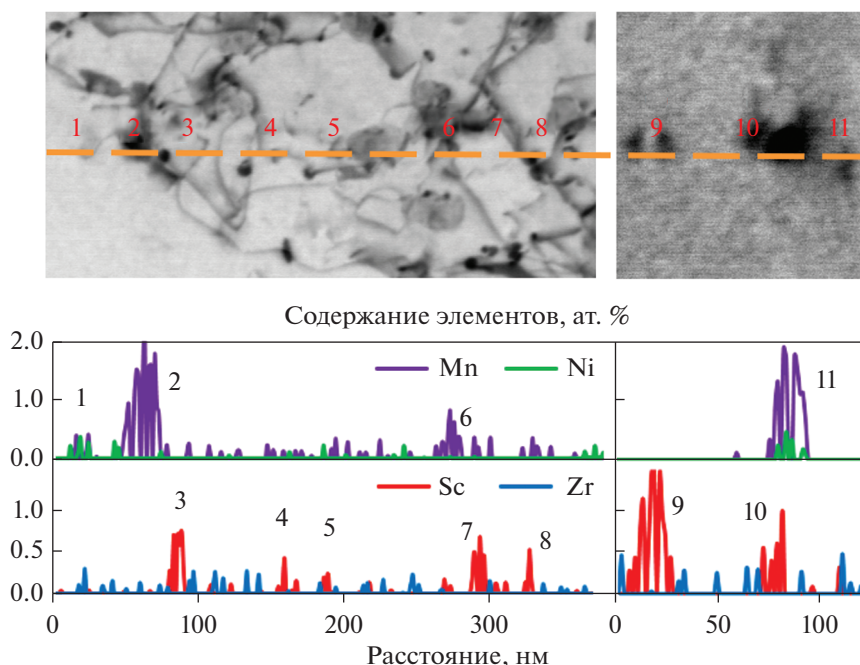 1 2 3 4 5 6 7 8 9 10 11
Содержание элементов, ат. %
2.0
1.0
0.0
1 2 6 11
Mn Ni
1.0
0.5
0
3 4 5 7 8 9 10
Sc Zr
0 100 200 300 0 50 100
Расстояние, нм